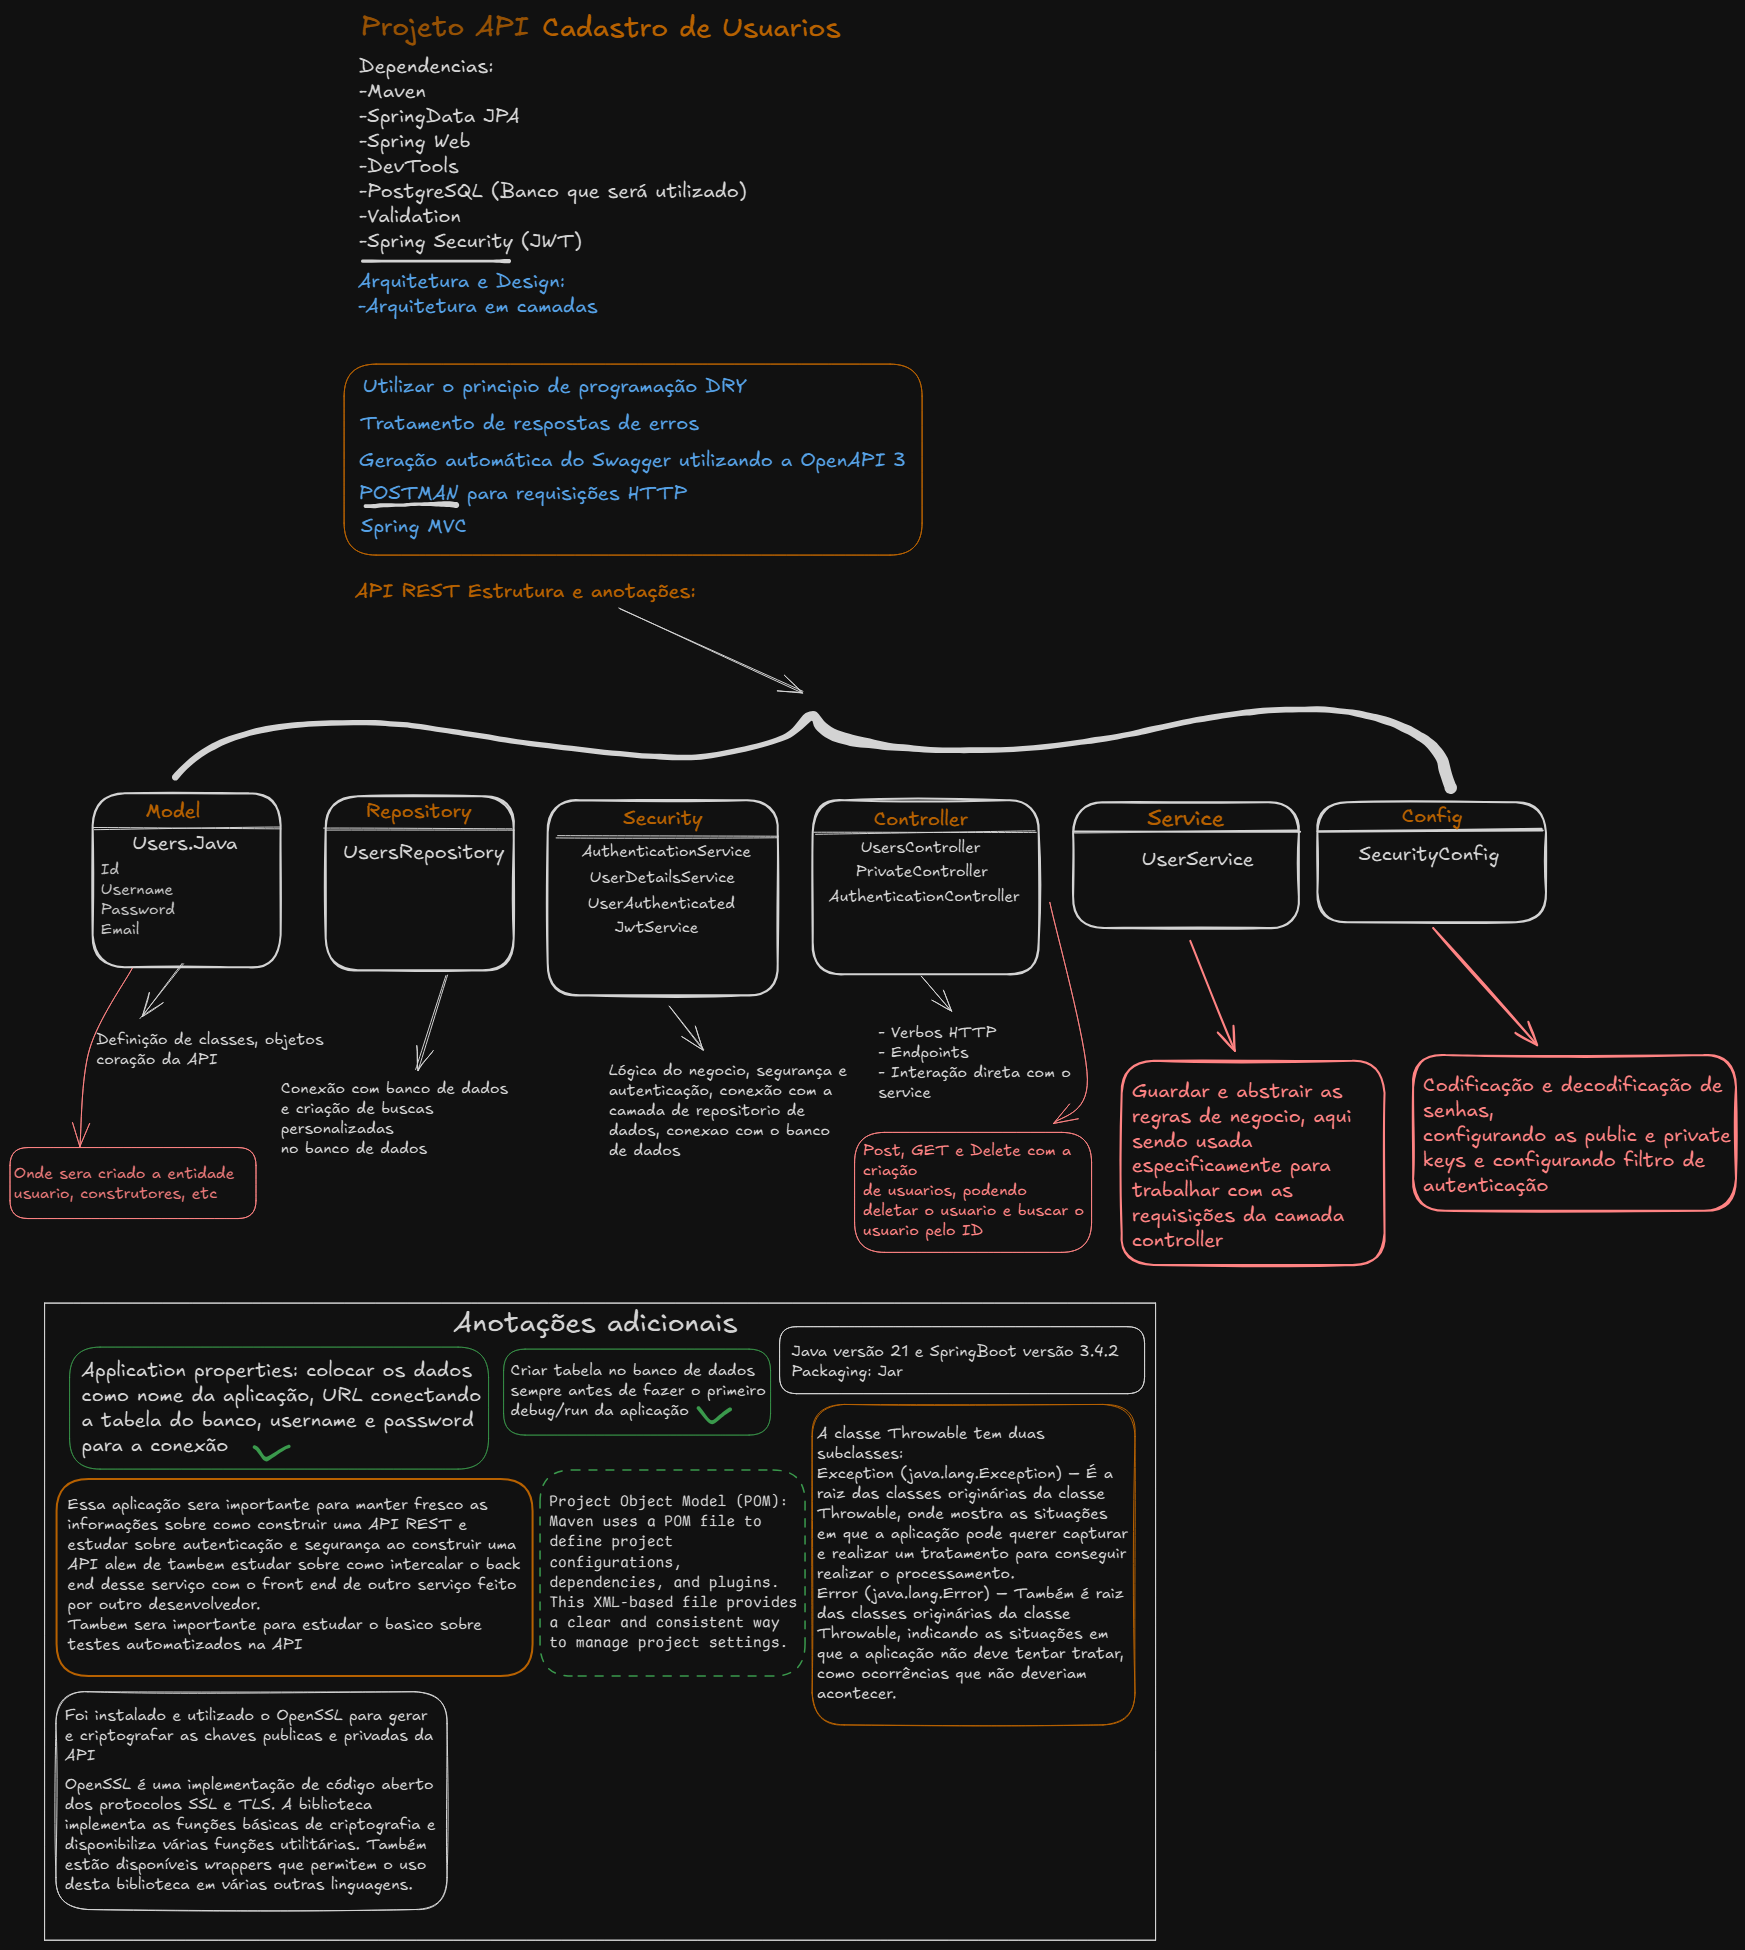 Projeto API Cadastro de Usuarios
Dependencias:
-Maven
-SpringData JPA
-Spring Web
-DevTools
-PostgreSQL (Banco que será utilizado)
-Validation
-Spring Security (JWT)
Arquitetura e Design:
-Arquitetura em camadas
Utilizar o principio de programação DRY
Tratamento de respostas de erros
Geração automática do Swagger utilizando a OpenAPI 3
POSTMAN para requisições HTTP
Spring MVC
API REST Estrutura e anotações:
Model
Users.Java
Id
Username
Password
Email
Repository
UsersRepository
Security
AuthenticationService
UserDetailsService
UserAuthenticated
JwtService
Controller
UsersController
PrivateController
AuthenticationController
Service
UserService
Config
SecurityConfig
Definição de classes, objetos
coração da API
Onde sera criado a entidade
usuario, construtores, etc
Conexão com banco de dados
e criação de buscas
personalizadas
no banco de dados
Lógica do negocio, segurança e
autenticação, conexão com a
camada de repositorio de
dados, conexao com o banco
de dados
- Verbos HTTP
- Endpoints
- Interação direta com o
service
Post, GET e Delete com a
criação
de usuarios, podendo
deletar o usuario e buscar o
usuario pelo ID
Guardar e abstrair as
regras de negocio, aqui
sendo usada
especificamente para
trabalhar com as
requisições da camada
controller
Codificação e decodificação de
senhas,
configurando as public e private
keys e configurando filtro de
autenticação
Anotações adicionais
Application properties: colocar os dados
como nome da aplicação, URL conectando
a tabela do banco, username e password
para a conexão
Criar tabela no banco de dados
sempre antes de fazer o primeiro
debug/run da aplicação
Java versão 21 e SpringBoot versão 3.4.2
Packaging: Jar
Essa aplicação sera importante para manter fresco as
informações sobre como construir uma API REST e
estudar sobre autenticação e segurança ao construir uma
API alem de tambem estudar sobre como intercalar o back
end desse serviço com o front end de outro serviço feito
por outro desenvolvedor.
Tambem sera importante para estudar o basico sobre
testes automatizados na API
Project Object Model (POM):
Maven uses a POM file to
define project
configurations,
dependencies, and plugins.
This XML-based file provides
a clear and consistent way
to manage project settings.
A classe Throwable tem duas
subclasses:
Exception (java.lang.Exception) – É a
raiz das classes originárias da classe
Throwable, onde mostra as situações
em que a aplicação pode querer capturar
e realizar um tratamento para conseguir
realizar o processamento.
Error (java.lang.Error) – Também é raiz
das classes originárias da classe
Throwable, indicando as situações em
que a aplicação não deve tentar tratar,
como ocorrências que não deveriam
acontecer.
Foi instalado e utilizado o OpenSSL para gerar
e criptografar as chaves publicas e privadas da
API
OpenSSL é uma implementação de código aberto
dos protocolos SSL e TLS. A biblioteca
implementa as funções básicas de criptografia e
disponibiliza várias funções utilitárias. Também
estão disponíveis wrappers que permitem o uso
desta biblioteca em várias outras linguagens.